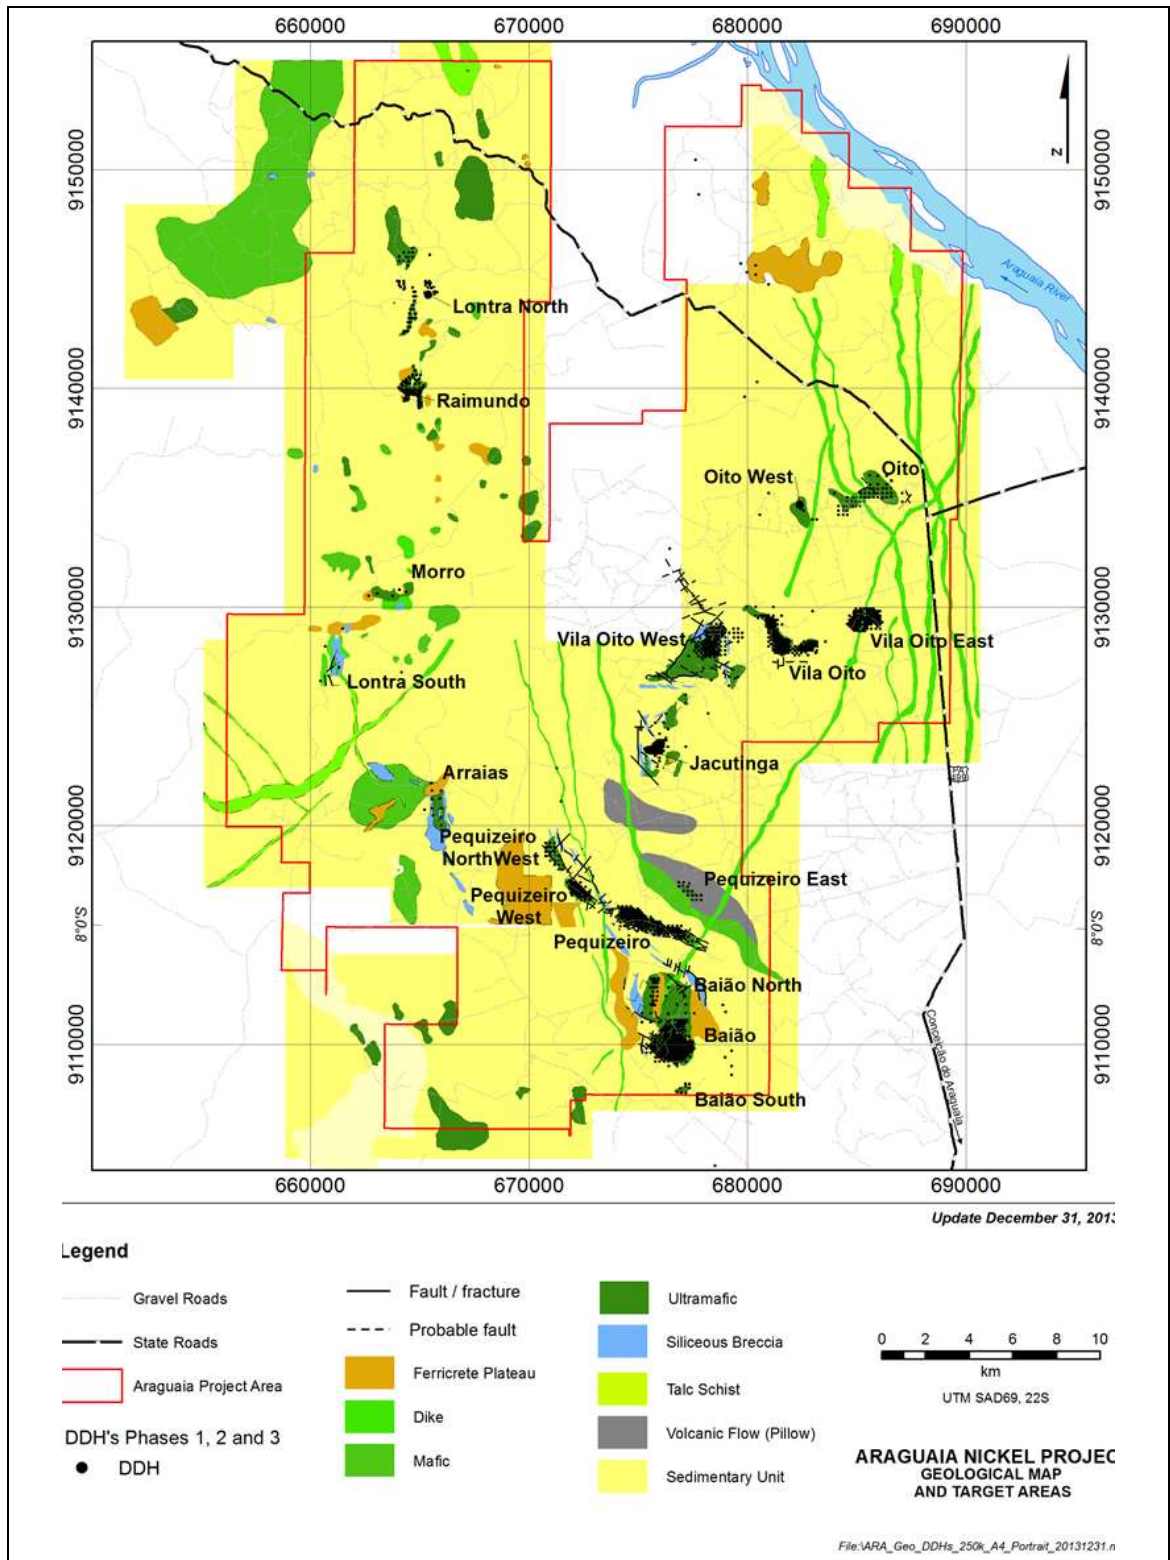 660000 670000 680000 690000
9150000
9150000
N
Araguaia River
Lontra North
9140000
9140000
Raimundo
Oito West
Oito
Morro
9130000
9130000
Vila Oito West
Vila Oito East
Vila Oito
Lontra South
Jacutinga
Arraias
9120000
9120000
Pequizeiro
NorthWest
Pequizeiro East
Pequizeiro
West
8°0'S
8°0'S
Pequizeiro
Baião North
Baião
9110000
9110000
Conceição do Araguaia
Baião South
660000 670000 680000 690000
Update December 31, 2013
Legend
Gravel Roads
State Roads
Araguaia Project Area
DDH's Phases 1, 2 and 3
DDH
Fault / fracture
Probable fault
Ferricrete Plateau
Dike
Mafic
Ultramafic
Siliceous Breccia
Talc Schist
Volcanic Flow (Pillow)
Sedimentary Unit
0 2 4 6 8 10
km
UTM SAD69, 22S
ARAGUAIA NICKEL PROJEC
GEOLOGICAL MAP
AND TARGET AREAS
File:\ARA_Geo_DDHs_250k_A4_Portrait_20131231.n